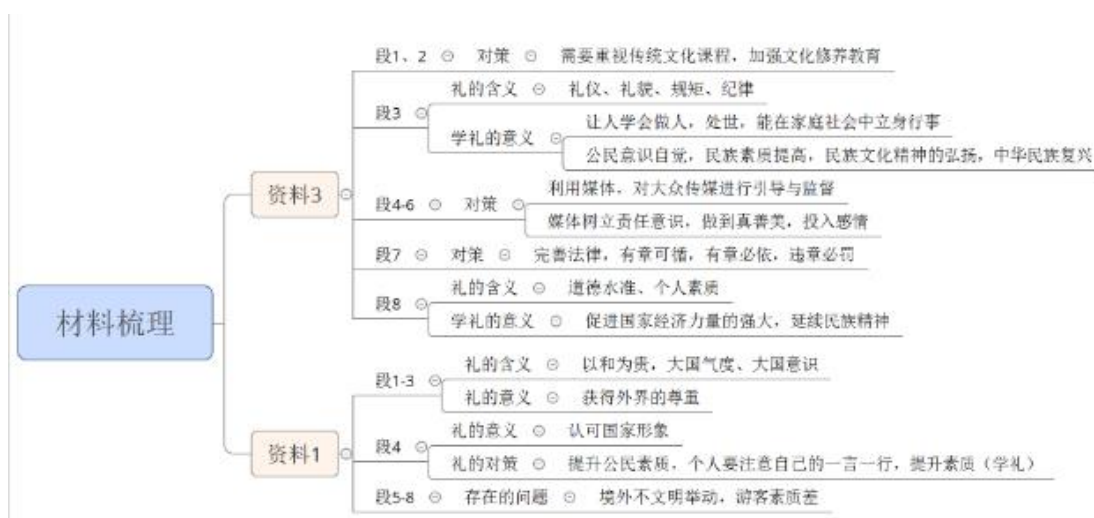 材料梳理
资料3
段1、2 对策 需要重视传统文化课程，加强文化修养教育
段3
礼的含义 礼仪、礼貌、规矩、纪律
学礼的意义
让人学会做人，处世，能在家庭社会中立身行事
公民意识自觉，民族素质提高，民族文化精神的弘扬，中华民族复兴
段4-6 对策
利用媒体，对大众传媒进行引导与监督
媒体树立责任意识，做到真善美，投入感情
段7 对策 完善法律，有章可循，有章必依，违章必罚
段8
礼的含义 道德水准、个人素质
学礼的意义 促进国家经济力量的强大，延续民族精神
资料1
段1-3
礼的含义 以和为贵，大国气度、大国意识
礼的意义 获得外界的尊重
段4
礼的意义 认可国家形象
礼的对策 提升公民素质，个人要注意自己的一言一行，提升素质（学礼）
段5-8 存在的问题 境外不文明举动，游客素质差